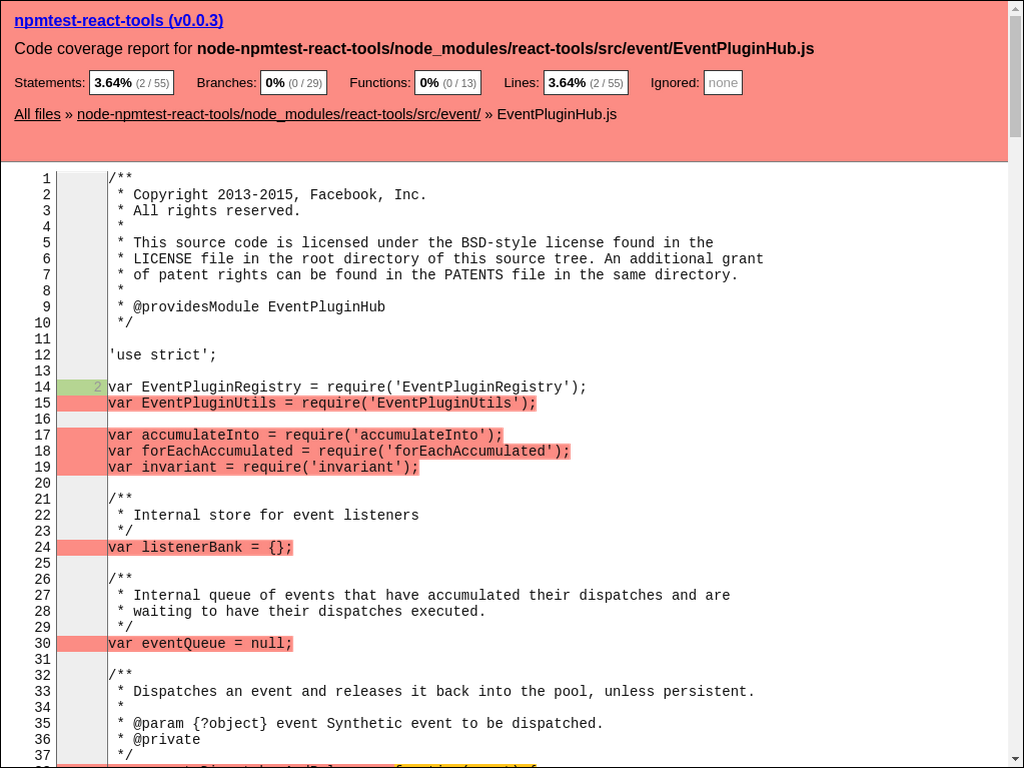 npmtest-react-tools (v0.0.3)
Code coverage report for node-npmtest-react-tools/node_modules/react-tools/src/event/EventPluginHub.js
Statements: 3.64% (2 / 55) Branches: 0% (0 / 29) Functions: 0% (0 / 13) Lines: 3.64% (2 / 55) Ignored: none
All files » node-npmtest-react-tools/node_modules/react-tools/src/event/ » EventPluginHub.js
1 /**
2 * Copyright 2013-2015, Facebook, Inc.
3 * All rights reserved.
4 *
5 * This source code is licensed under the BSD-style license found in the
6 * LICENSE file in the root directory of this source tree. An additional grant
7 * of patent rights can be found in the PATENTS file in the same directory.
8 *
9 * @providesModule EventPluginHub
10 */
11
12 'use strict';
13
14 2 var EventPluginRegistry = require('EventPluginRegistry');
15 var EventPluginUtils = require('EventPluginUtils');
16
17 var accumulateInto = require('accumulateInto');
18 var forEachAccumulated = require('forEachAccumulated');
19 var invariant = require('invariant');
20
21 /**
22 * Internal store for event listeners
23 */
24 var listenerBank = {};
25
26 /**
27 * Internal queue of events that have accumulated their dispatches and are
28 * waiting to have their dispatches executed.
29 */
30 var eventQueue = null;
31
32 /**
33 * Dispatches an event and releases it back into the pool, unless persistent.
34 *
35 * @param {?object} event Synthetic event to be dispatched.
36 * @private
37 */